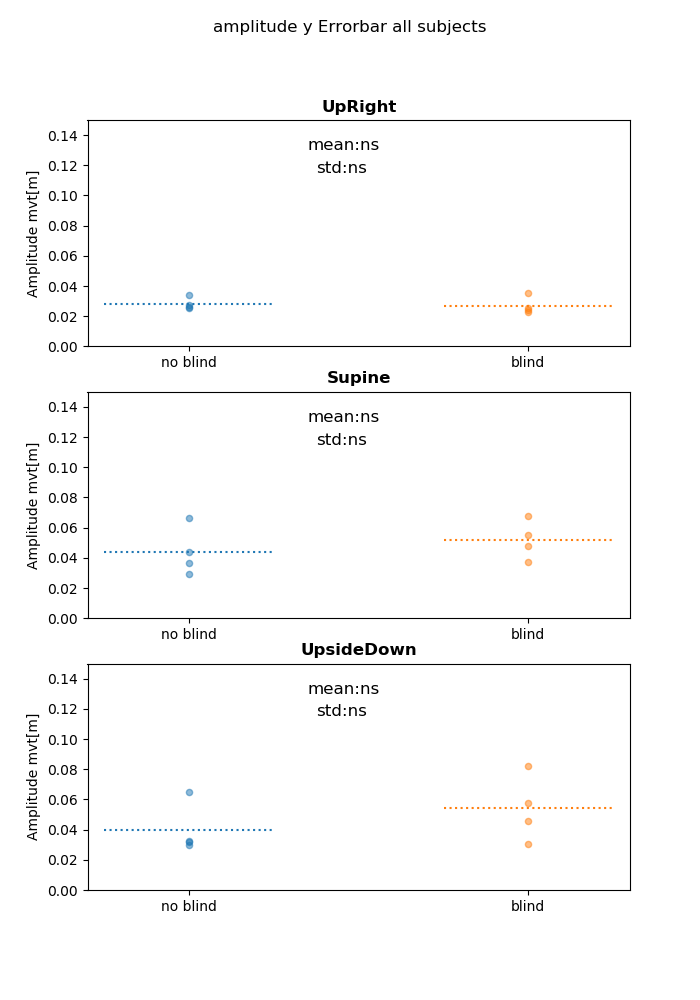 amplitude y Errorbar all subjects
UpRight
mean:ns
std:ns
Amplitude mvt[m]
0.14
0.12
0.10
0.08
0.06
0.04
0.02
0.00
no blind blind
Supine
mean:ns
std:ns
Amplitude mvt[m]
0.14
0.12
0.10
0.08
0.06
0.04
0.02
0.00
no blind blind
UpsideDown
mean:ns
std:ns
Amplitude mvt[m]
0.14
0.12
0.10
0.08
0.06
0.04
0.02
0.00
no blind blind